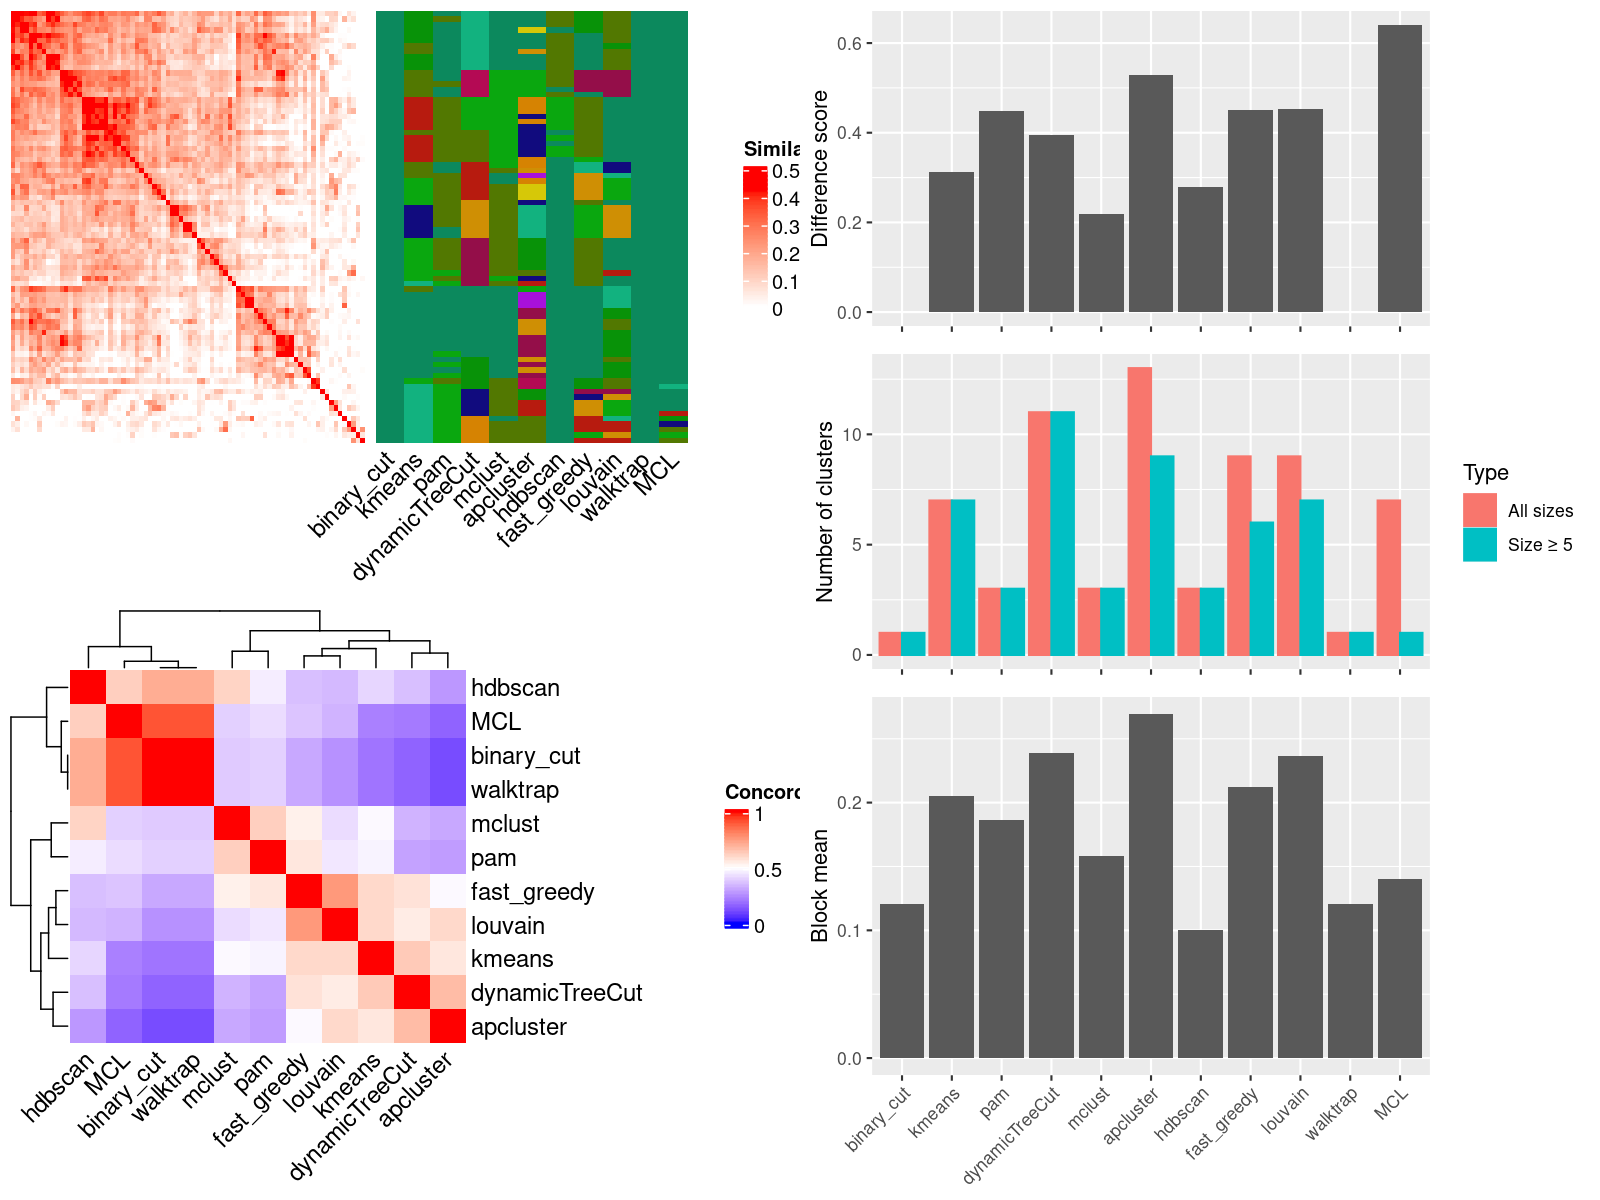 Simila
0.5
0.4
0.3
0.2
0.1
0
binary_cut
kmeans
pam
dynamicTreeCut
mclust
apcluster
hdbscan
fast_greedy
louvain
walktrap
MCL
hdbscan
MCL
binary_cut
walktrap
mclust
pam
fast_greedy
louvain
kmeans
dynamicTreeCut
apcluster
hdbscan
MCL
binary_cut
walktrap
mclust
pam
fast_greedy
louvain
kmeans
dynamicTreeCut
apcluster
Concord
1
0.5
0
Difference score
0.6
0.4
0.2
0.0
Number of clusters
10
5
0
Type
All sizes
Size ≥ 5
Block mean
0.2
0.1
0.0
binary_cut
kmeans
pam
dynamicTreeCut
mclust
apcluster
hdbscan
fast_greedy
louvain
walktrap
MCL